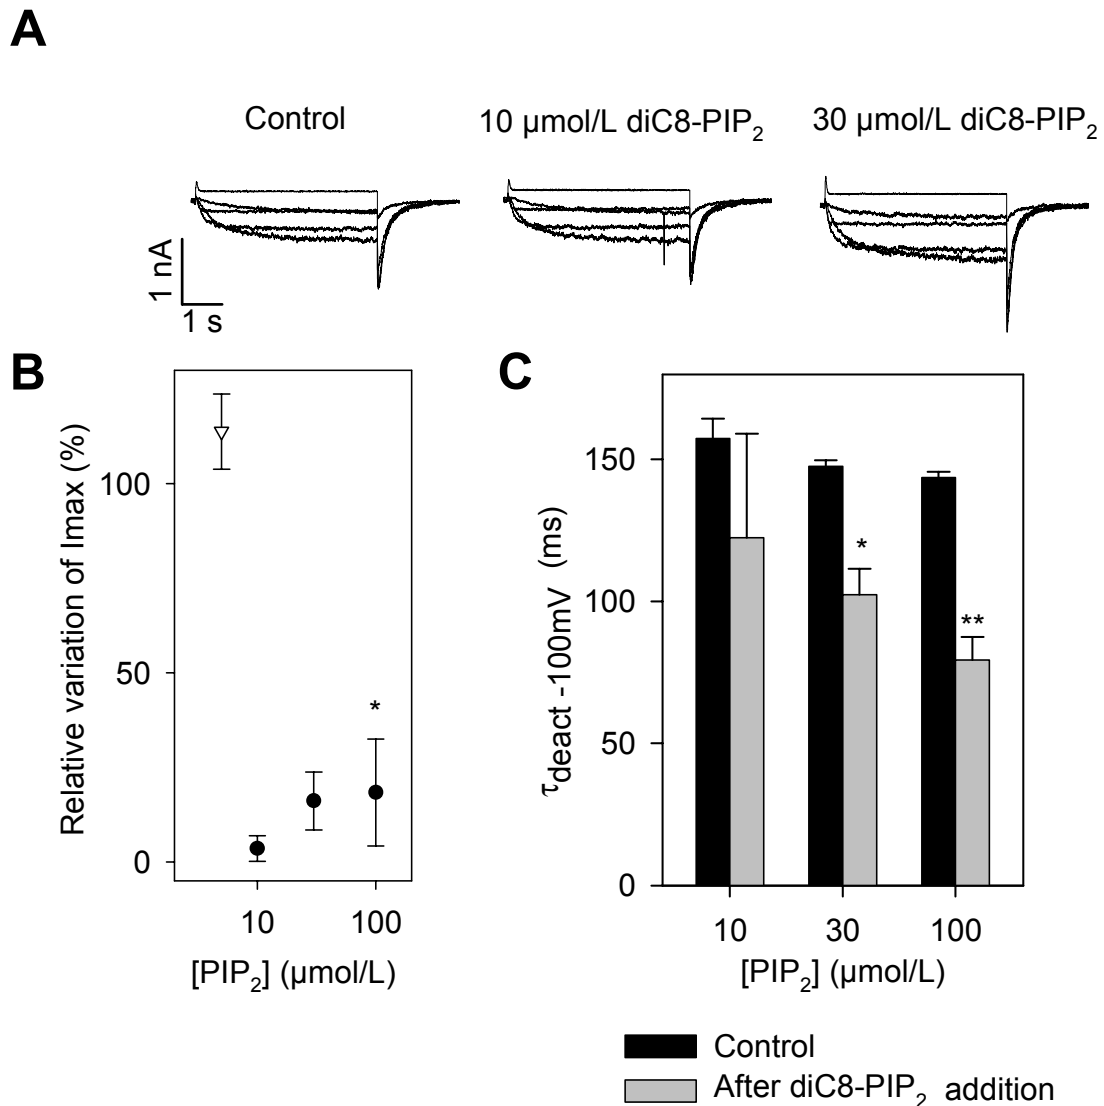 A
Control
10 µmol/L diC8-PIP2
30 µmol/L diC8-PIP2
1 nA
1 s
B
Relative variation of Imax (%)
100
50
0
*
10
100
[PIP2] (µmol/L)
C
τdeact -100mV (ms)
150
100
50
0
*
**
10
30
100
[PIP2] (µmol/L)
Control
After diC8-PIP2 addition